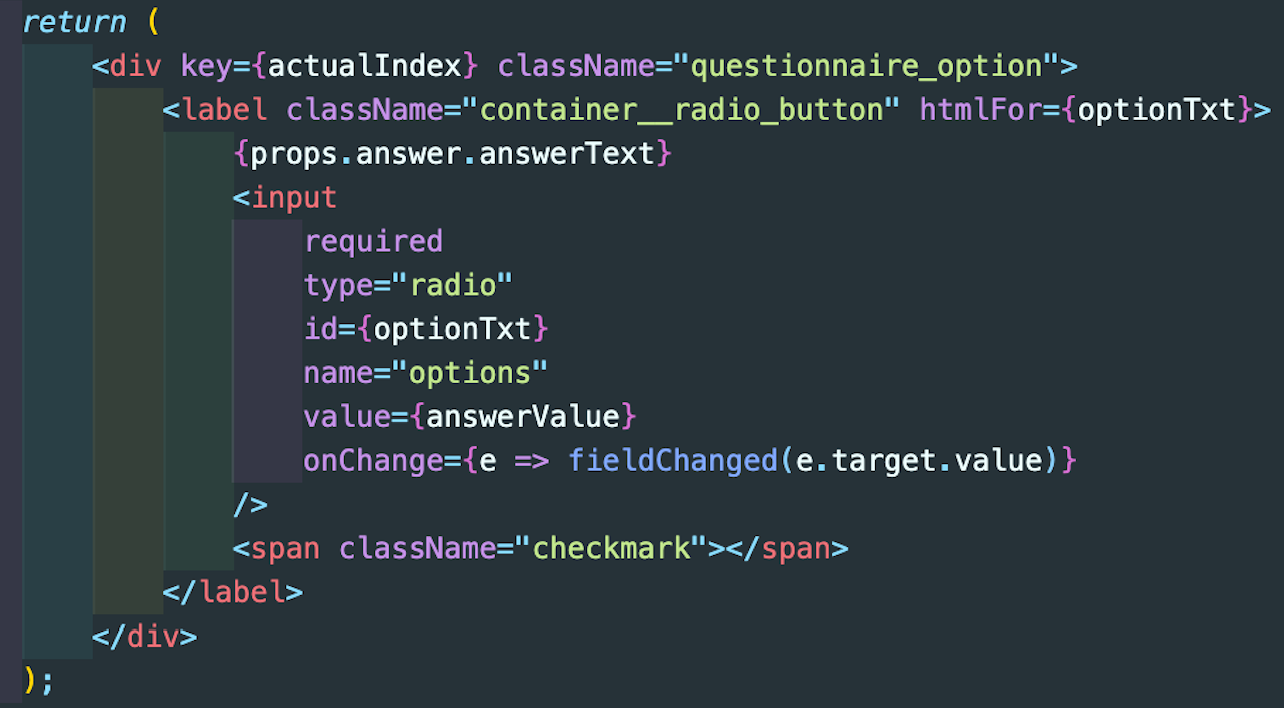 return (
    <div key={actualIndex} className="questionnaire_option">
        <label className="container__radio_button" htmlFor={optionTxt}>
            {props.answer.answerText}
            <input
                required
                type="radio"
                id={optionTxt}
                name="options"
                value={answerValue}
                onChange={e => fieldChanged(e.target.value)}
            />
            <span className="checkmark"></span>
        </label>
    </div>
);